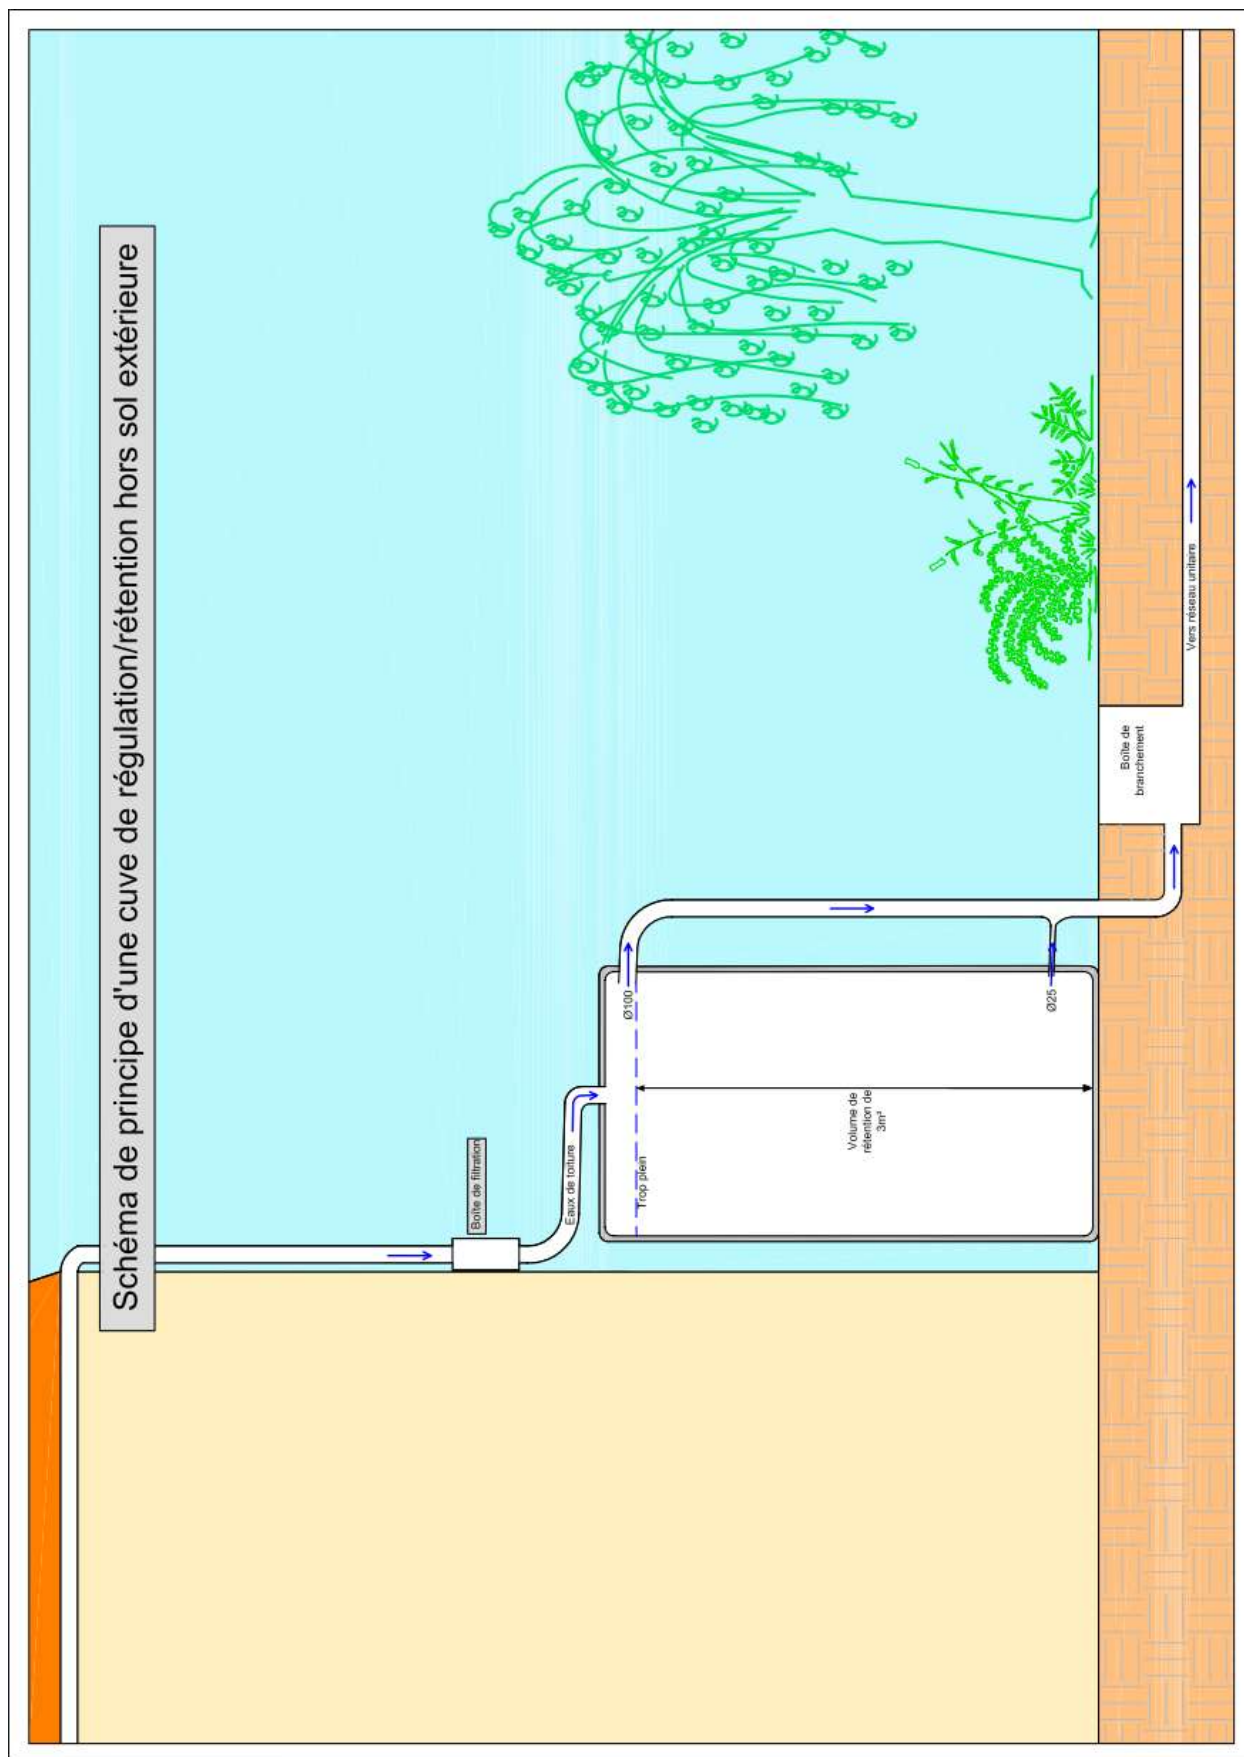 Schéma de principe d'une cuve de régulation/rétention hors sol extérieure
Boîte de filtration
Eaux de toiture
Trop plein
Ø100
Volume de
rétention de
3m³
Ø25
Boîte de
branchement
Vers réseau unitaire